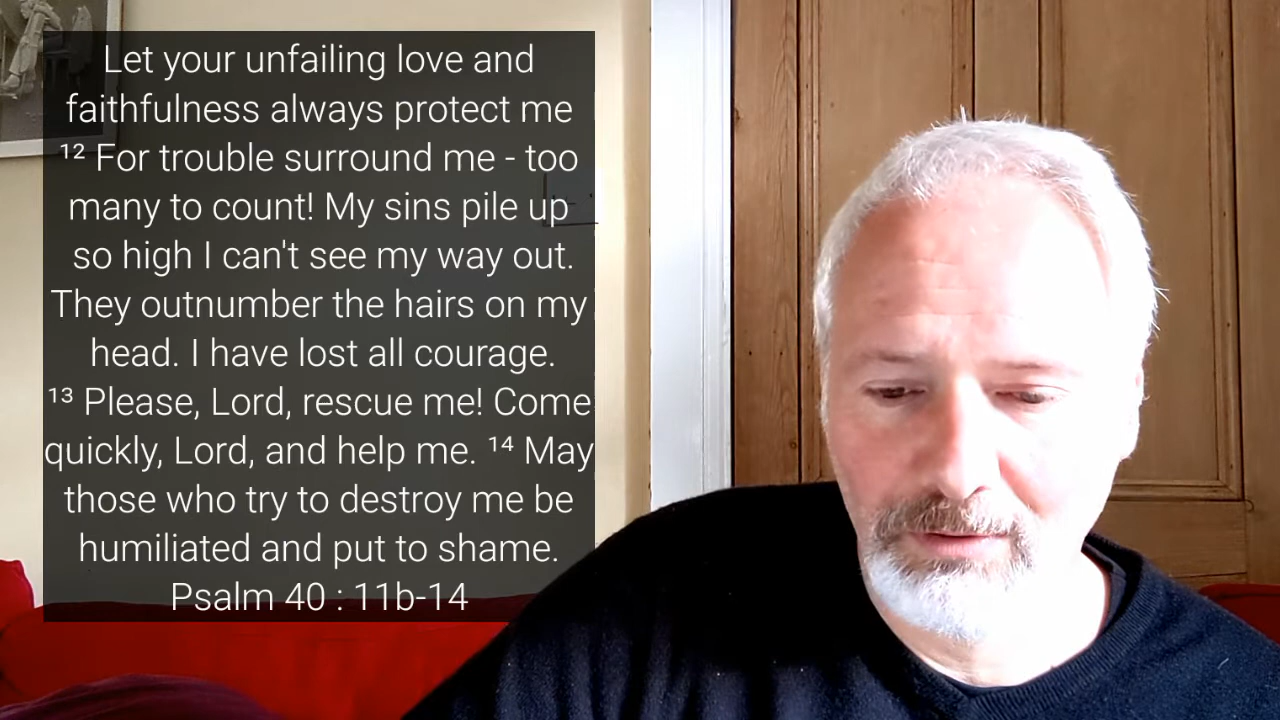 Let your unfailing love and
faithfulness always protect me
¹² For trouble surround me - too
many to count! My sins pile up
so high I can't see my way out.
They outnumber the hairs on my
head. I have lost all courage.
¹³ Please, Lord, rescue me! Come
quickly, Lord, and help me. ¹⁴ May
those who try to destroy me be
humiliated and put to shame.
Psalm 40 : 11b-14